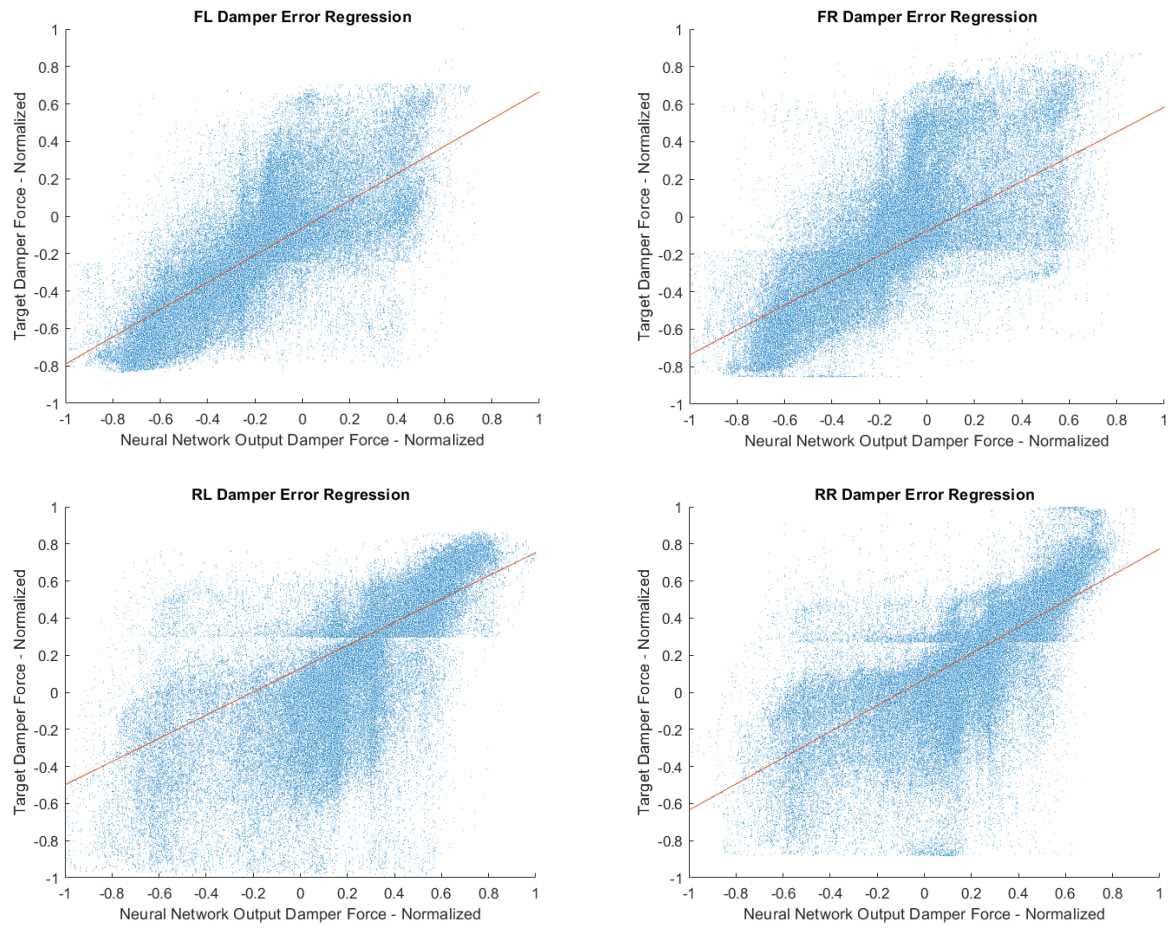 FL Damper Error Regression
Target Damper Force - Normalized
1
0.8
0.6
0.4
0.2
0
-0.2
-0.4
-0.6
-0.8
-1
-1 -0.8 -0.6 -0.4 -0.2 0 0.2 0.4 0.6 0.8 1
Neural Network Output Damper Force - Normalized
FR Damper Error Regression
Target Damper Force - Normalized
1
0.8
0.6
0.4
0.2
0
-0.2
-0.4
-0.6
-0.8
-1
-1 -0.8 -0.6 -0.4 -0.2 0 0.2 0.4 0.6 0.8 1
Neural Network Output Damper Force - Normalized
RL Damper Error Regression
Target Damper Force - Normalized
1
0.8
0.6
0.4
0.2
0
-0.2
-0.4
-0.6
-0.8
-1
-1 -0.8 -0.6 -0.4 -0.2 0 0.2 0.4 0.6 0.8 1
Neural Network Output Damper Force - Normalized
RR Damper Error Regression
Target Damper Force - Normalized
1
0.8
0.6
0.4
0.2
0
-0.2
-0.4
-0.6
-0.8
-1
-1 -0.8 -0.6 -0.4 -0.2 0 0.2 0.4 0.6 0.8 1
Neural Network Output Damper Force - Normalized